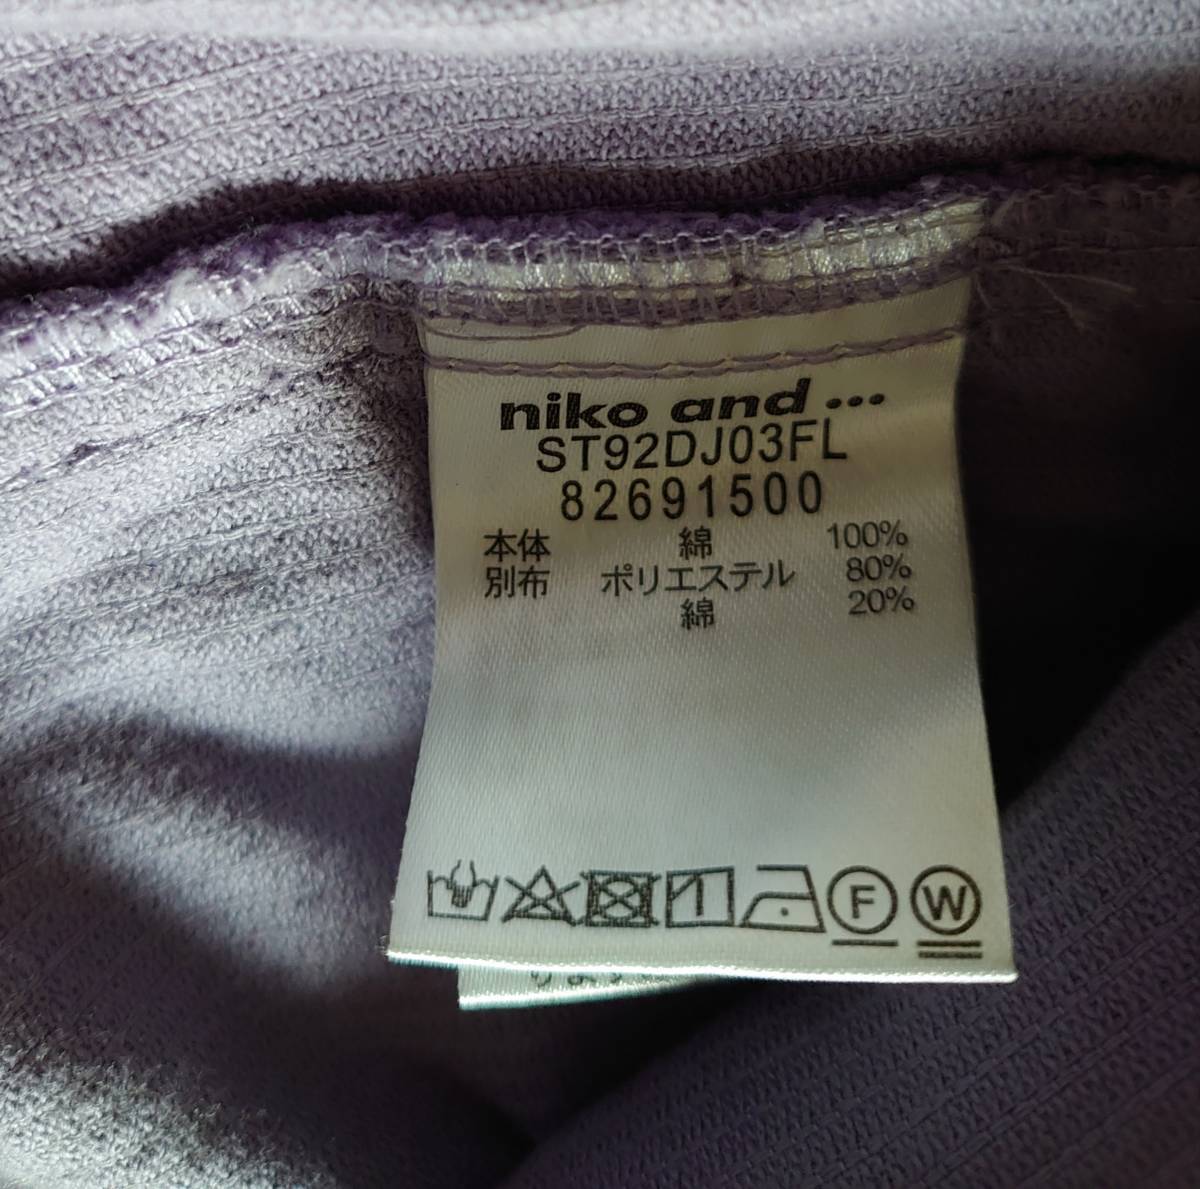 niko and ...
ST92DJ03FL
82691500
本体 綿 100%
別布 ポリエステル 80%
綿 20%
F W